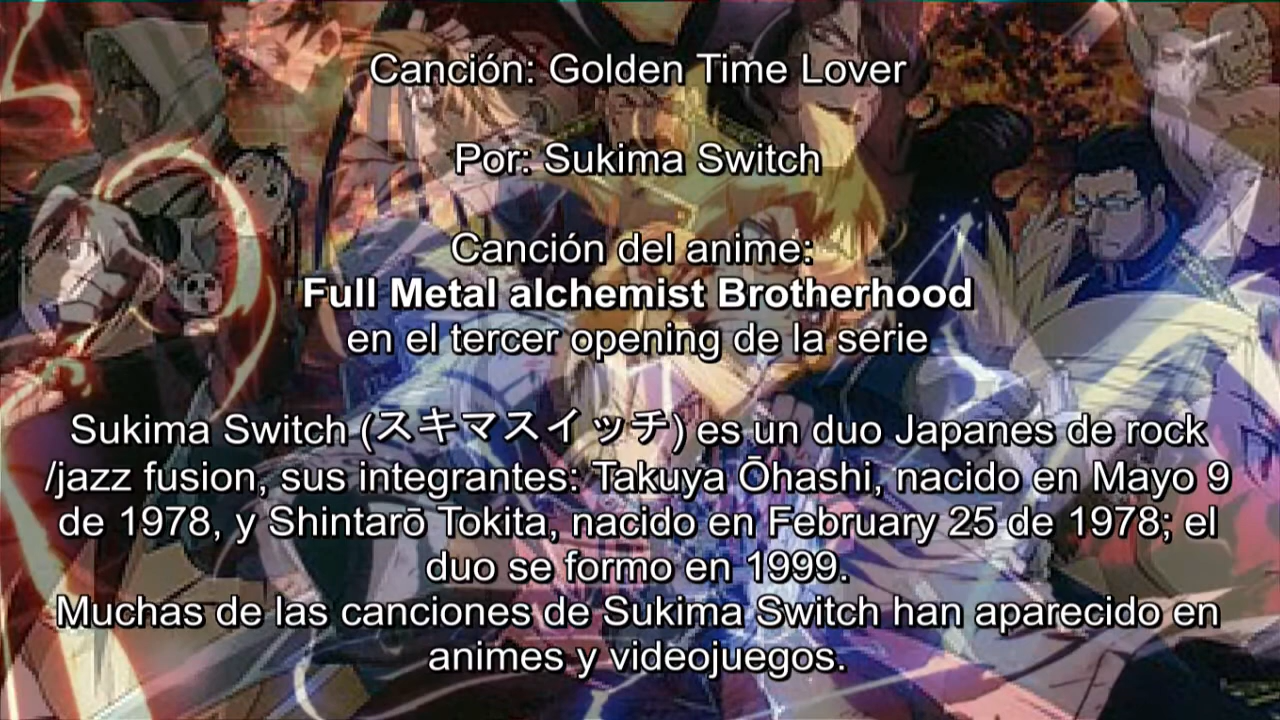 Canción: Golden Time Lover
Por: Sukima Switch
Canción del anime:
Full Metal alchemist Brotherhood
en el tercer opening de la serie
Sukima Switch (スキマスイッチ) es un duo Japanes de rock
/jazz fusion, sus integrantes: Takuya Ōhashi, nacido en Mayo 9
de 1978, y Shintarō Tokita, nacido en February 25 de 1978; el
duo se formo en 1999.
Muchas de las canciones de Sukima Switch han aparecido en
animes y videojuegos.